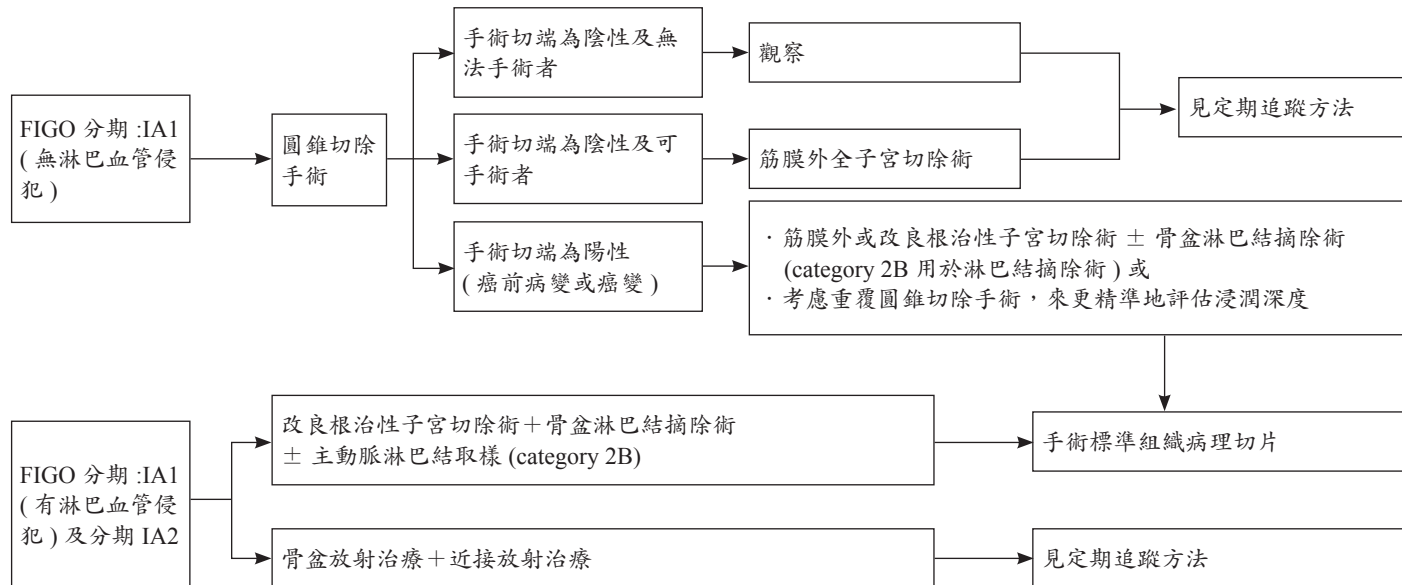 手術切端為陰性及無
法手術者
觀察
FIGO 分期 :IA1
( 無淋巴血管侵
犯 )
圓錐切除
手術
手術切端為陰性及可
手術者
筋膜外全子宮切除術
見定期追蹤方法
手術切端為陽性
( 癌前病變或癌變 )
· 筋膜外或改良根治性子宮切除術 ± 骨盆淋巴結摘除術
(category 2B 用於淋巴結摘除術 ) 或
· 考慮重覆圓錐切除手術，來更精準地評估浸潤深度
FIGO 分期 :IA1
( 有淋巴血管侵
犯 ) 及分期 IA2
改良根治性子宮切除術＋骨盆淋巴結摘除術
± 主動脈淋巴結取樣 (category 2B)
手術標準組織病理切片
骨盆放射治療＋近接放射治療
見定期追蹤方法